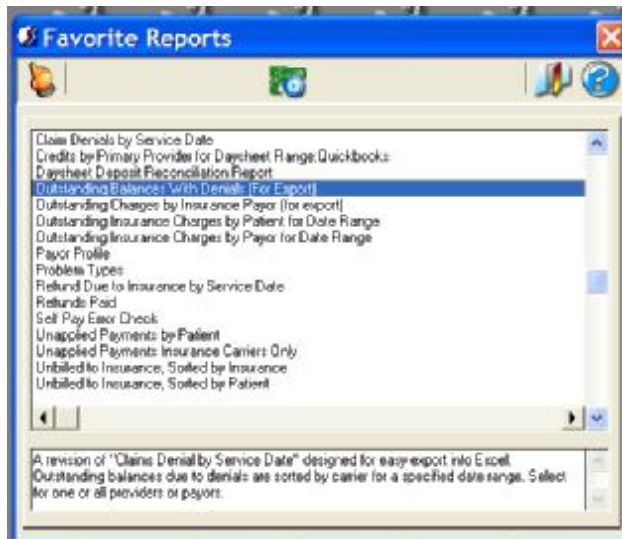 Favorite Reports
Claim Denials by Service Date
Credits by Primary Provider for Daysheet Range:Quickbooks
Daysheet Deposit Reconciliation Report
Outstanding Balances With Denials (For Export)
Outstanding Charges by Insurance Payor (for export)
Outstanding Insurance Charges by Patient for Date Range
Outstanding Insurance Charges by Payor for Date Range
Payor Profile
Problem Types
Refund Due to Insurance by Service Date
Refunds Paid
Self Pay Error Check
Unapplied Payments by Patient
Unapplied Payments Insurance Carriers Only
Unbilled to Insurance, Sorted by Insurance
Unbilled to Insurance, Sorted by Patient
A revision of "Claims Denial by Service Date" designed for easy export into Excell.
Outstanding balances due to denials are sorted by carrier for a specified date range. Select
for one or all providers or payors.